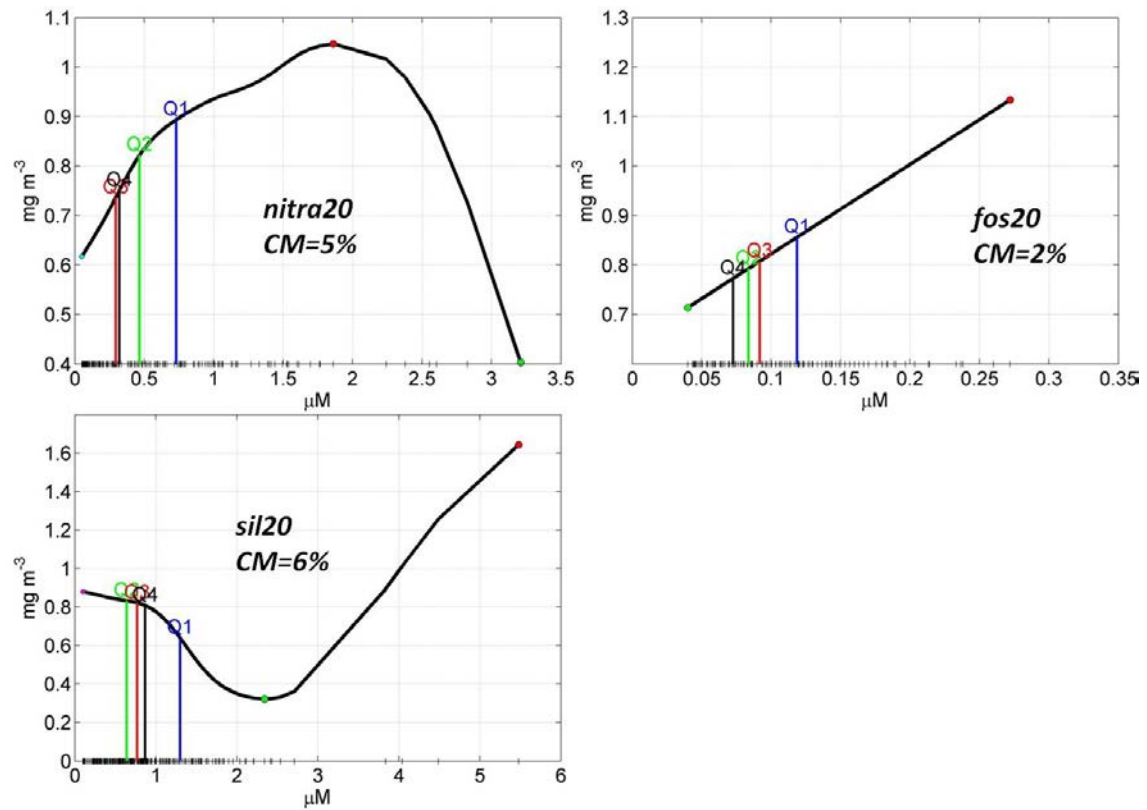 1.1
1
0.9
0.8
0.7
0.6
0.5
0.4
mg m⁻³
Q1
Q2
Q4
Q3
nitra20
CM=5%
0 0.5 1 1.5 2 2.5 3 3.5
μM
1.3
1.2
1.1
1
0.9
0.8
0.7
mg m⁻³
Q1
Q3
Q2
Q4
fos20
CM=2%
0 0.05 0.1 0.15 0.2 0.25 0.3 0.35
μM
1.6
1.4
1.2
1
0.8
0.6
0.4
0.2
0
mg m⁻³
Q2 Q3 Q4
Q1
sil20
CM=6%
0 1 2 3 4 5 6
μM